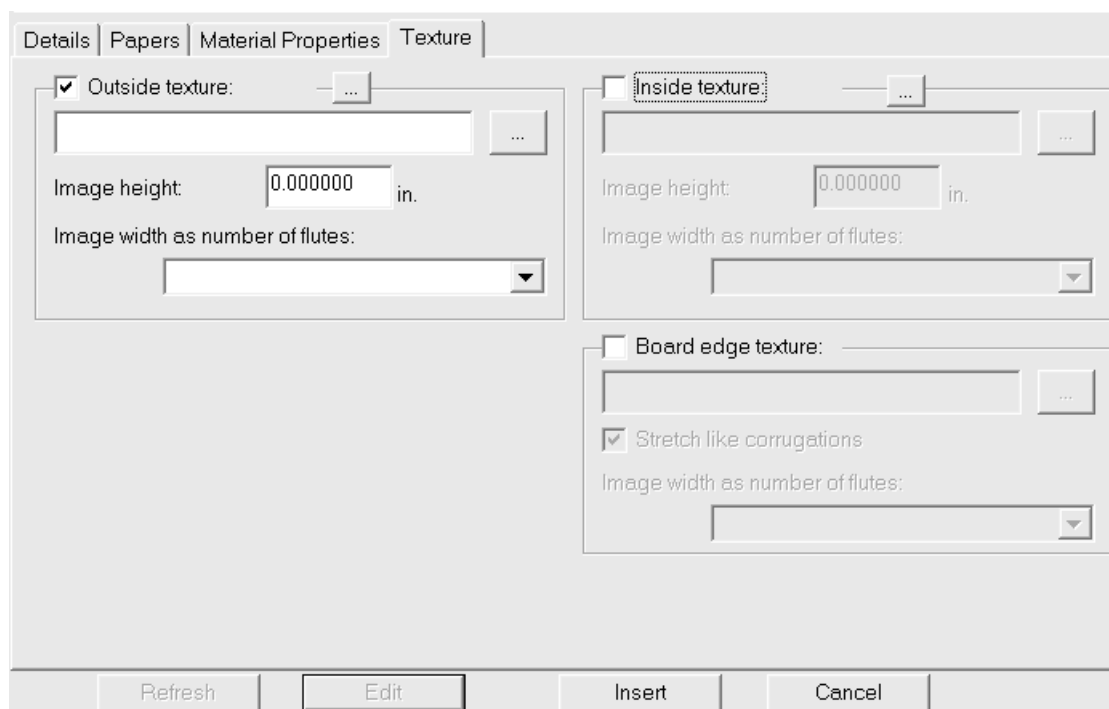 Details Papers Material Properties Texture
Outside texture: ...
...
Image height: 0.000000 in.
Image width as number of flutes:
Inside texture: ...
...
Image height: 0.000000 in.
Image width as number of flutes:
Board edge texture:
...
Stretch like corrugations
Image width as number of flutes:
Refresh Edit Insert Cancel